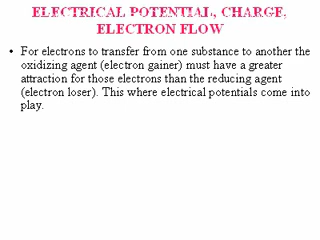 ELECTRICAL POTENTIAL, CHARGE,
ELECTRON FLOW
• For electrons to transfer from one substance to another the
oxidizing agent (electron gainer) must have a greater
attraction for those electrons than the reducing agent
(electron loser). This where electrical potentials come into
play.